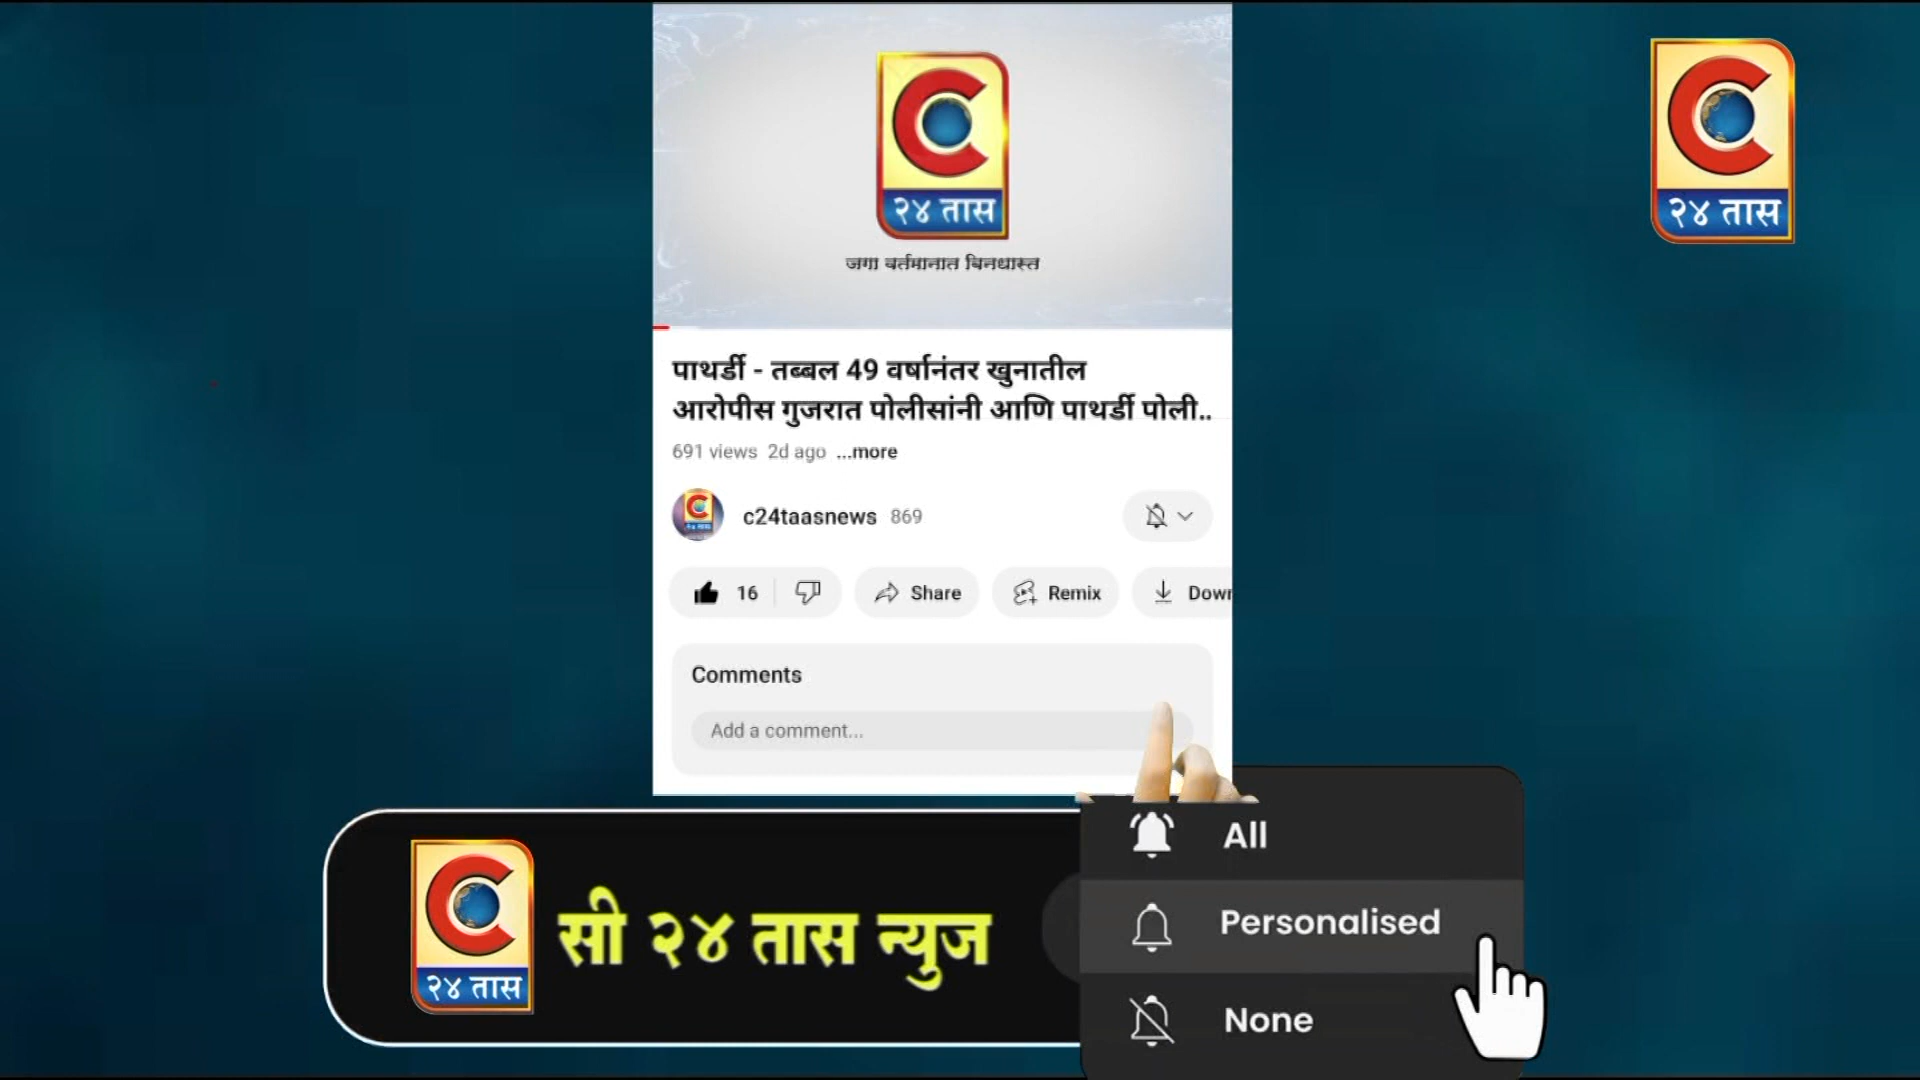 २४ तास
जगा वर्तमानात बिनधास्त
२४ तास
पाथर्डी - तब्बल 49 वर्षानंतर खुनातील
आरोपीस गुजरात पोलीसांनी आणि पाथर्डी पोली..
691 views 2d ago ...more
c24taasnews 869
16 Share Remix Down
Comments
Add a comment...
२४ तास
सी २४ तास न्युज
All
Personalised
None